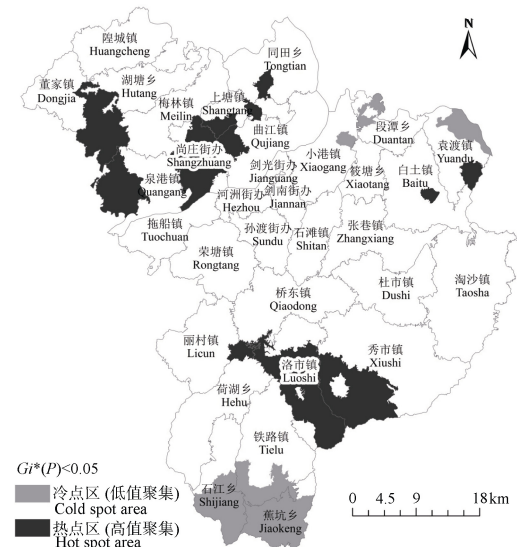 N
隍城镇
Huangcheng
同田乡
Tongtian
董家镇
Dongjia
湖塘乡
Hutang
梅林镇
Meilin
上塘镇
Shangtang
曲江镇
Qujiang
段潭乡
Duantan
袁渡镇
Yuandu
尚庄街办
Shangzhuang
剑光街办
Jianguang
小港镇
Xiaogang
筱塘乡
Xiaotang
白土镇
Baitu
泉港镇
Quangang
河洲街办
Hezhou
剑南街办
Jiannan
拖船镇
Tuochuan
孙渡街办
Sundu
石滩镇
Shitan
张巷镇
Zhangxiang
荣塘镇
Rongtang
桥东镇
Qiaodong
杜市镇
Dushi
淘沙镇
Taosha
丽村镇
Licun
洛市镇
Luoshi
秀市镇
Xiushi
荷湖乡
Hehu
铁路镇
Tielu
石江乡
Shijiang
蕉坑乡
Jiaokeng
Gi*(P)<0.05
冷点区 (低值聚集)
Cold spot area
热点区 (高值聚集)
Hot spot area
0 4.5 9 18km